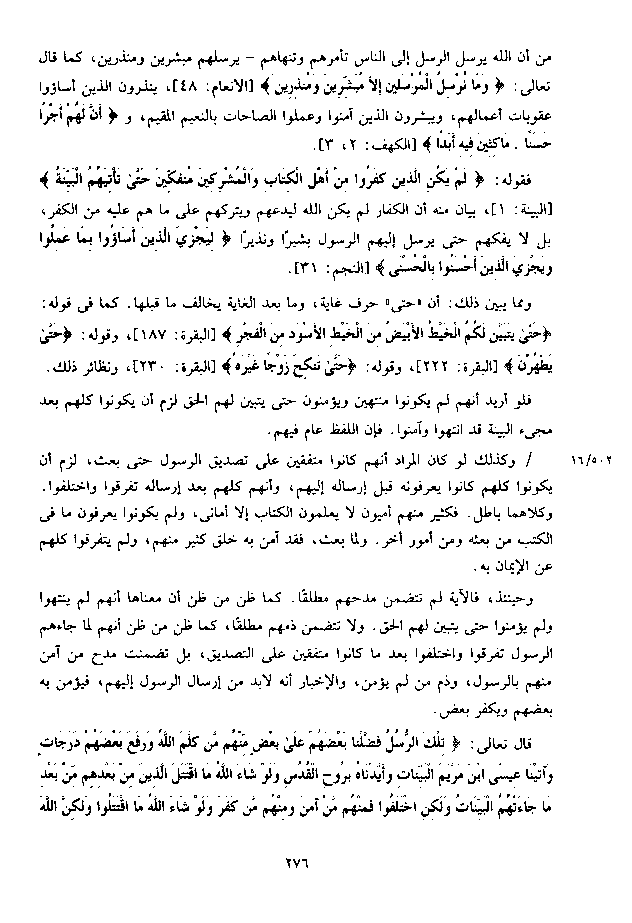 من أن الله يرسل الرسل إلى الناس تأمرهم وتنهاهم – يرسلهم مبشرين ومنذرين، كما قال
تعالى: ﴿ وَمَا نُرْسِلُ الْمُرْسَلِينَ إِلاَّ مُبَشِّرِينَ وَمُنذِرِينَ ﴾ [الأنعام: ٤٨]، ينذرون الذين أساؤوا
عقوبات أعمالهم، ويبشرون الذين آمنوا وعملوا الصاحات بالنعيم المقيم، و ﴿ أَنَّ لَهُمْ أَجْرًا
حَسَنًا . مَاكِثِينَ فِيهِ أَبَدًا ﴾ [الكهف: ٢، ٣].
فقوله: ﴿ لَمْ يَكُنِ الَّذِينَ كَفَرُوا مِنْ أَهْلِ الْكِتَابِ وَالْمُشْرِكِينَ مُنفَكِّينَ حَتَّىٰ تَأْتِيَهُمُ الْبَيِّنَةُ ﴾
[البينة: ١]، بيان منه أن الكفار لم يكن الله ليدعهم ويتركهم على ما هم عليه من الكفر،
بل لا يفكهم حتى يرسل إليهم الرسول بشيرًا ونذيرًا ﴿ لِيَجْزِيَ الَّذِينَ أَسَاؤُوا بِمَا عَمِلُوا
وَيَجْزِيَ الَّذِينَ أَحْسَنُوا بِالْحُسْنَى ﴾ [النجم: ٣١].
ومما يبين ذلك: أن «حتى» حرف غاية، وما بعد الغاية يخالف ما قبلها. كما فى قوله:
﴿حَتَّىٰ يَتَبَيَّنَ لَكُمُ الْخَيْطُ الأَبْيَضُ مِنَ الْخَيْطِ الأَسْوَدِ مِنَ الْفَجْرِ ﴾ [البقرة: ١٨٧]، وقوله: ﴿حَتَّىٰ
يَطْهُرْنَ ﴾ [البقرة: ٢٢٢]، وقوله: ﴿حَتَّىٰ تَنكِحَ زَوْجًا غَيْرَهُ﴾ [البقرة: ٢٣٠]، ونظائر ذلك.
فلو أريد أنهم لم يكونوا منتهين ويؤمنون حتى يتبين لهم الحق لزم أن يكونوا كلهم بعد
مجىء البينة قد انتهوا وآمنوا. فإن اللفظ عام فيهم.
١٦/٥٠٢ / وكذلك لو كان المراد أنهم كانوا متفقين على تصديق الرسول حتى بعث، لزم أن
يكونوا كلهم كانوا يعرفونه قبل إرساله إليهم، وأنهم كلهم بعد إرساله تفرقوا واختلفوا.
وكلاهما باطل. فكثير منهم أميون لا يعلمون الكتاب إلا أمانى، ولم يكونوا يعرفون ما فى
الكتب من بعثه ومن أمور أخر. ولما بعث، فقد آمن به خلق كثير منهم، ولم يتفرقوا كلهم
عن الإيمان به.
وحينئذ، فالآية لم تتضمن مدحهم مطلقًا. كما ظن من ظن أن معناها أنهم لم ينتهوا
ولم يؤمنوا حتى يتبين لهم الحق. ولا تتضمن ذمهم مطلقًا، كما ظن من ظن أنهم لما جاءهم
الرسول تفرقوا واختلفوا بعد ما كانوا متفقين على التصديق، بل تضمنت مدح من آمن
منهم بالرسول، وذم من لم يؤمن، والإخبار أنه لابد من إرسال الرسول إليهم، فيؤمن به
بعضهم ويكفر بعض.
قال تعالى: ﴿ تِلْكَ الرُّسُلُ فَضَّلْنَا بَعْضَهُمْ عَلَىٰ بَعْضٍ مِّنْهُم مَّن كَلَّمَ اللَّهُ وَرَفَعَ بَعْضَهُمْ دَرَجَاتٍ
وَآتَيْنَا عِيسَى ابْنَ مَرْيَمَ الْبَيِّنَاتِ وَأَيَّدْنَاهُ بِرُوحِ الْقُدُسِ وَلَوْ شَاءَ اللَّهُ مَا اقْتَتَلَ الَّذِينَ مِنْ بَعْدِهِم مِّنْ بَعْدِ
مَا جَاءَتْهُمُ الْبَيِّنَاتُ وَلَكِنِ اخْتَلَفُوا فَمِنْهُم مَّنْ آمَنَ وَمِنْهُم مَّن كَفَرَ وَلَوْ شَاءَ اللَّهُ مَا اقْتَتَلُوا وَلَكِنَّ اللَّهَ
٢٧٦